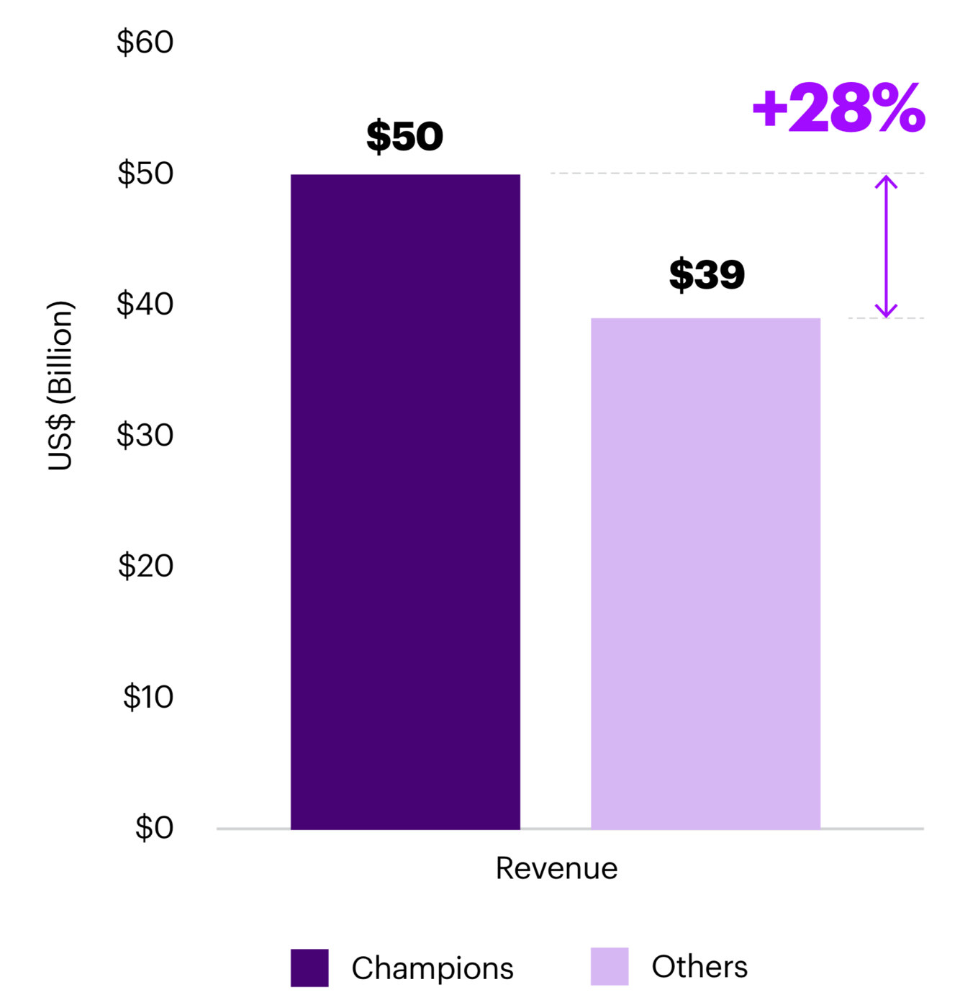 $60
+28%
$50
$50
$39
$40
US$ (Billion)
$30
$20
$10
$0
Revenue
Champions
Others